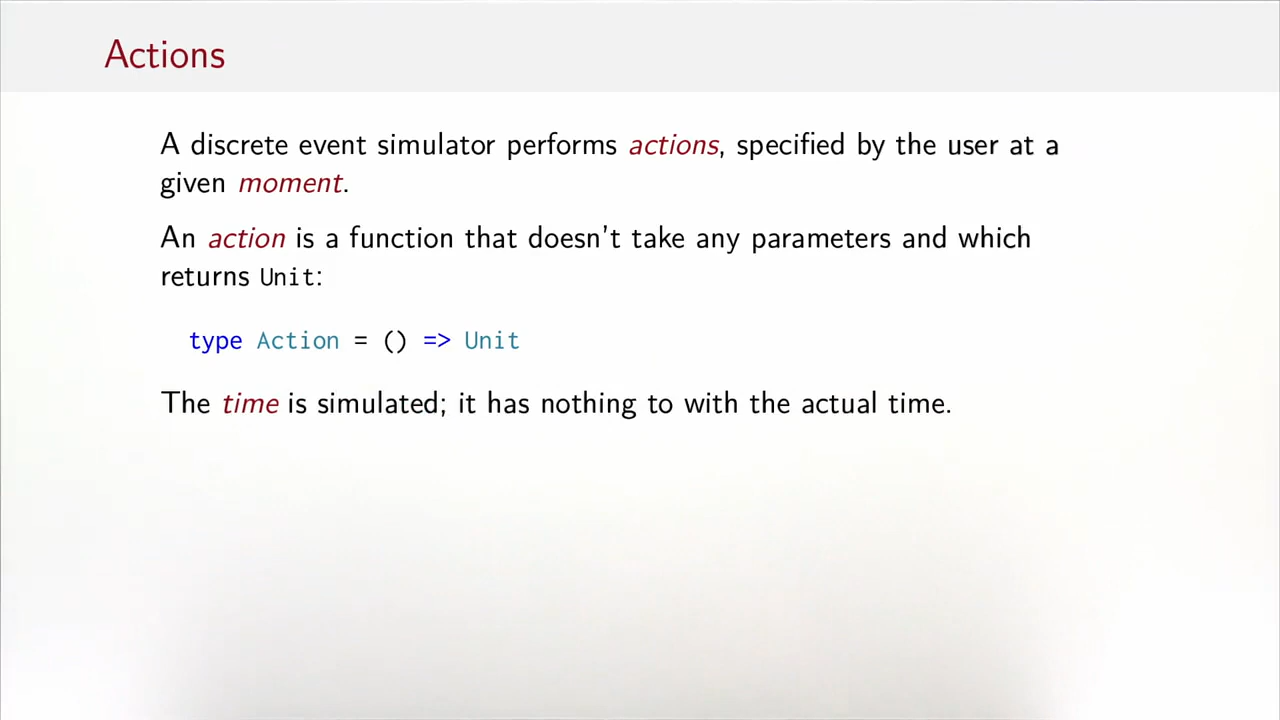 Actions
A discrete event simulator performs actions, specified by the user at a
given moment.
An action is a function that doesn't take any parameters and which
returns Unit:
type Action = () => Unit
The time is simulated; it has nothing to with the actual time.